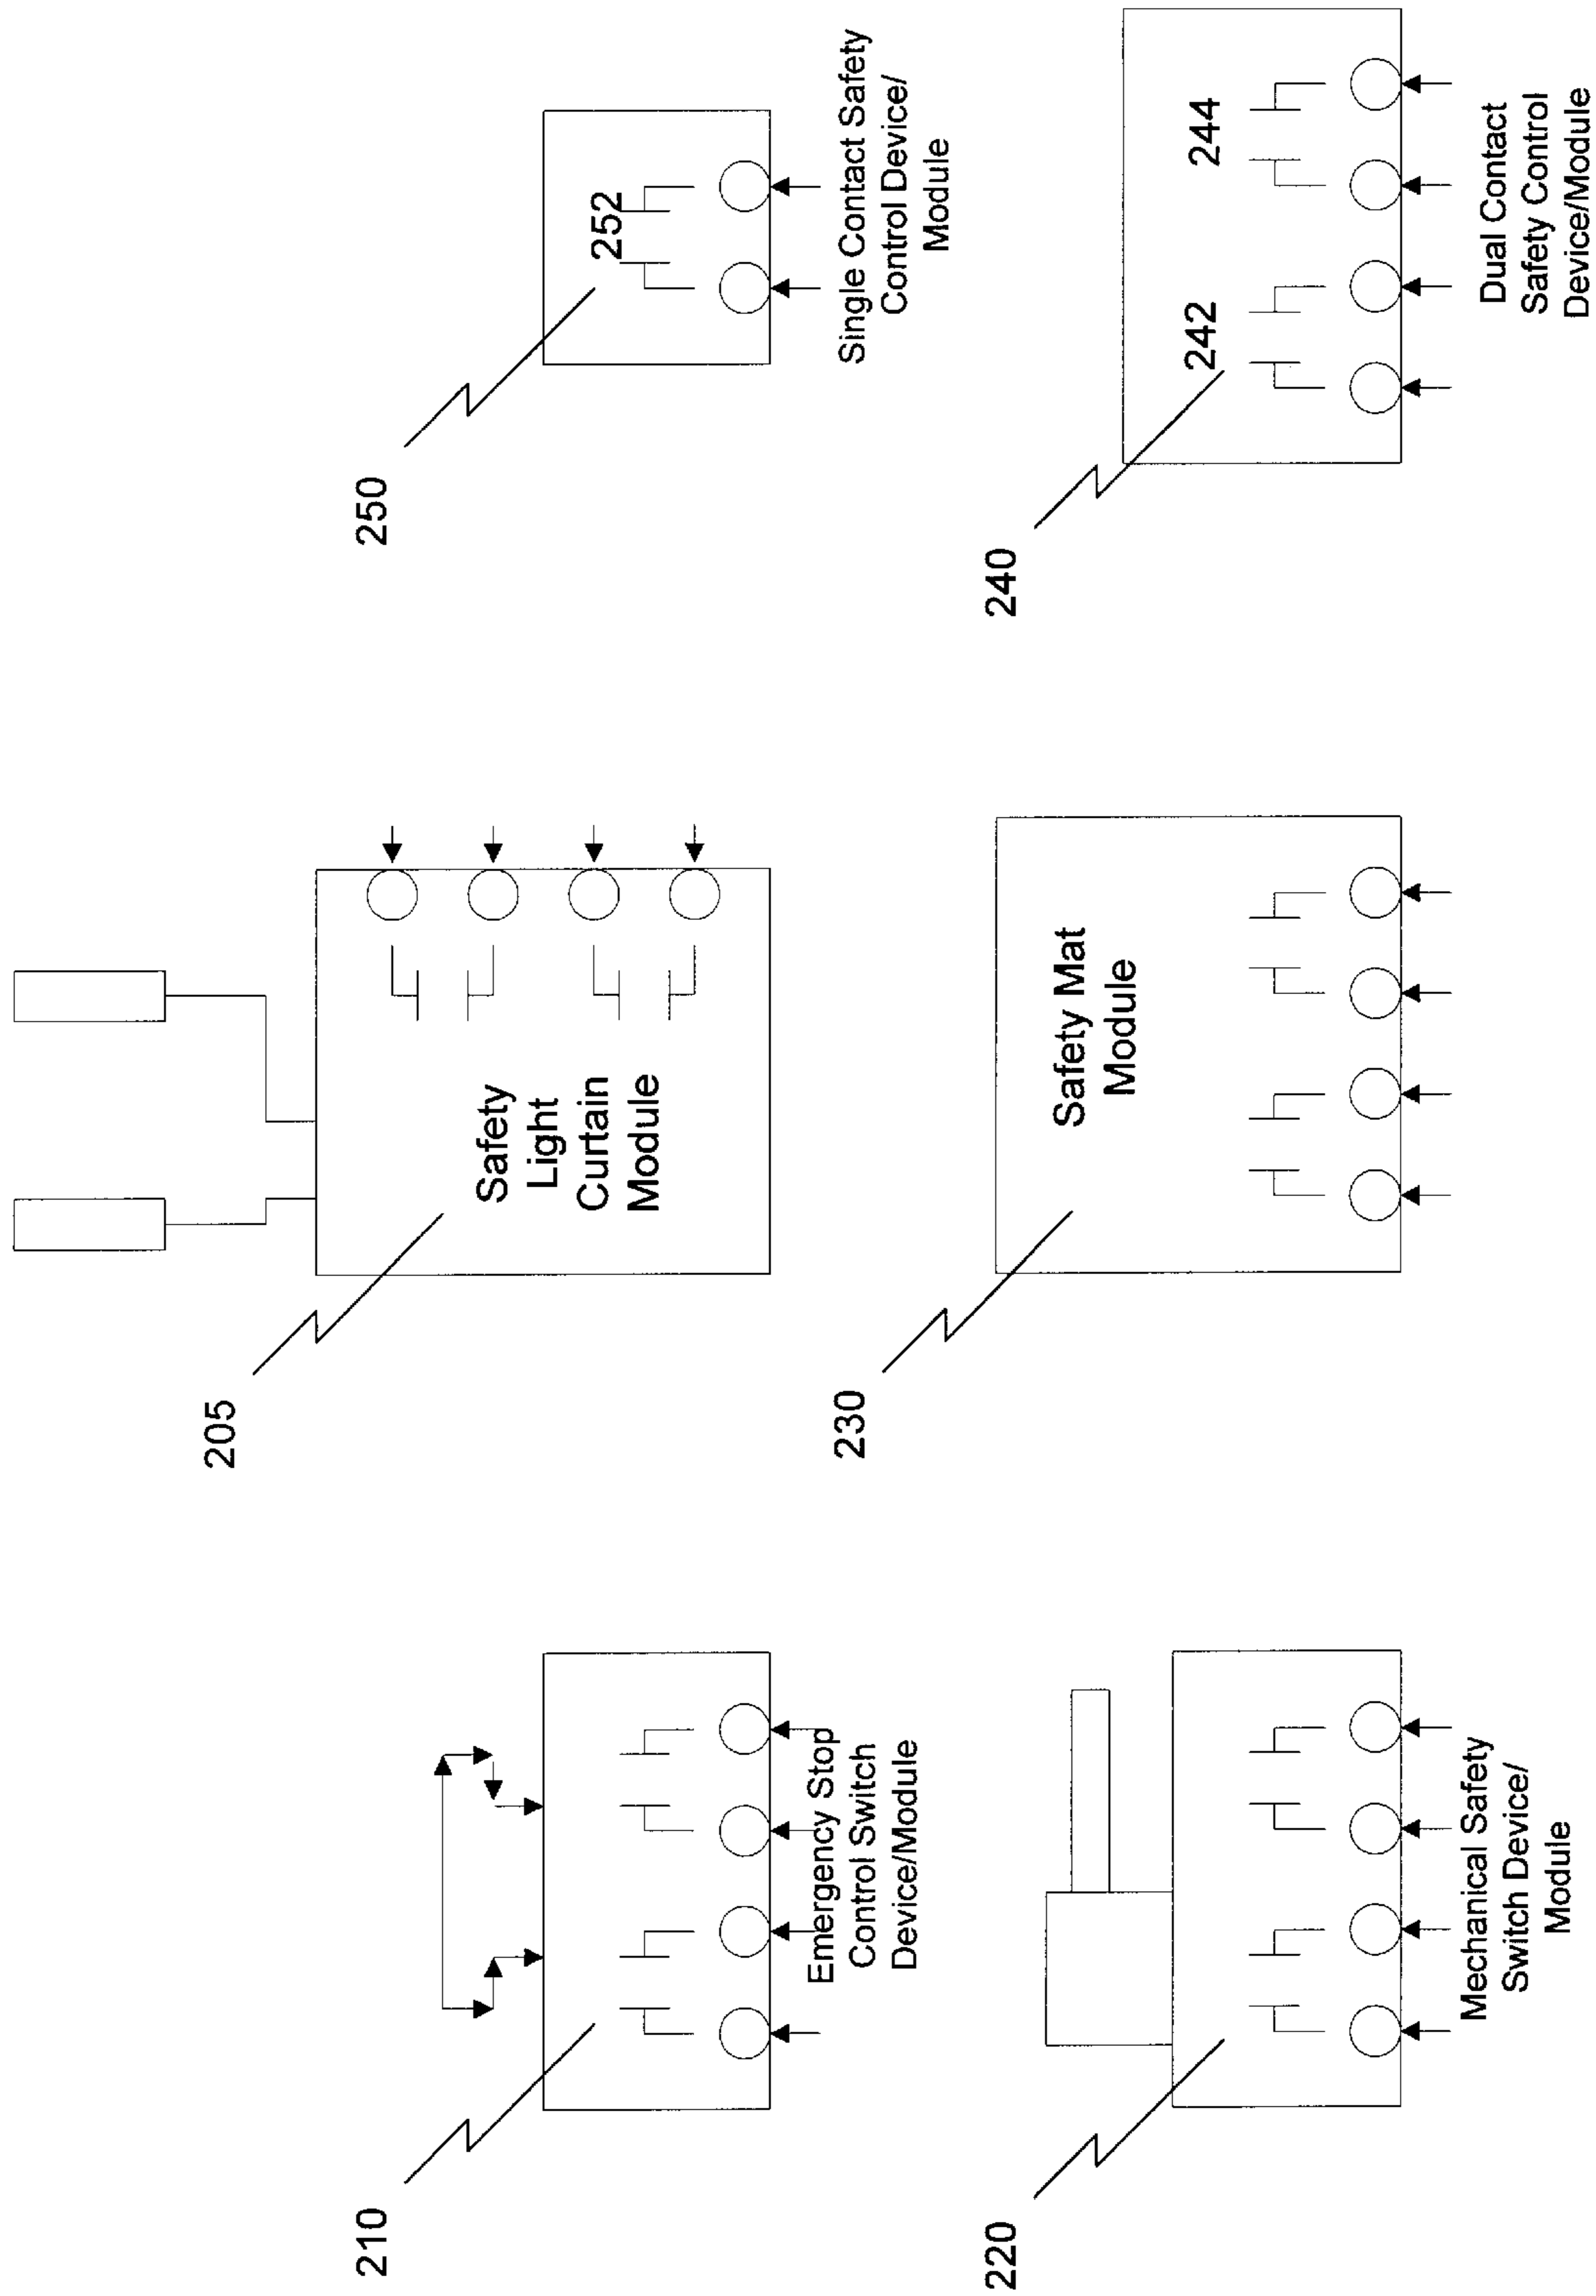 210
Emergency Stop
Control Switch
Device/Module
205
Safety
Light
Curtain
Module
250
252
Single Contact Safety
Control Device/
Module
220
Mechanical Safety
Switch Device/
Module
230
Safety Mat
Module
240
242
244
Dual Contact
Safety Control
Device/Module